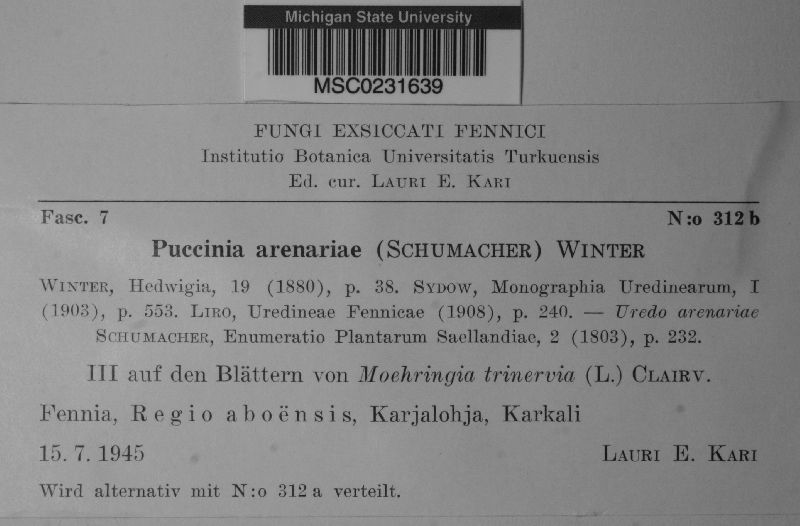 Michigan State University
MSC0231639
FUNGI EXSICCATI FENNICI
Institutio Botanica Universitatis Turkuensis
Ed. cur. LAURI E. KARI
Fasc. 7 N:o 312 b
Puccinia arenariae (SCHUMACHER) WINTER
WINTER, Hedwigia, 19 (1880), p. 38. SYDOW, Monographia Uredinearum, I
(1903), p. 553. LIRO, Uredineae Fennicae (1908), p. 240. — Uredo arenariae
SCHUMACHER, Enumeratio Plantarum Saellandiae, 2 (1803), p. 232.
III auf den Blättern von Moehringia trinervia (L.) CLAIRV.
Fennia, Regio aboënsis, Karjalohja, Karkali
15. 7. 1945 LAURI E. KARI
Wird alternativ mit N:o 312 a verteilt.